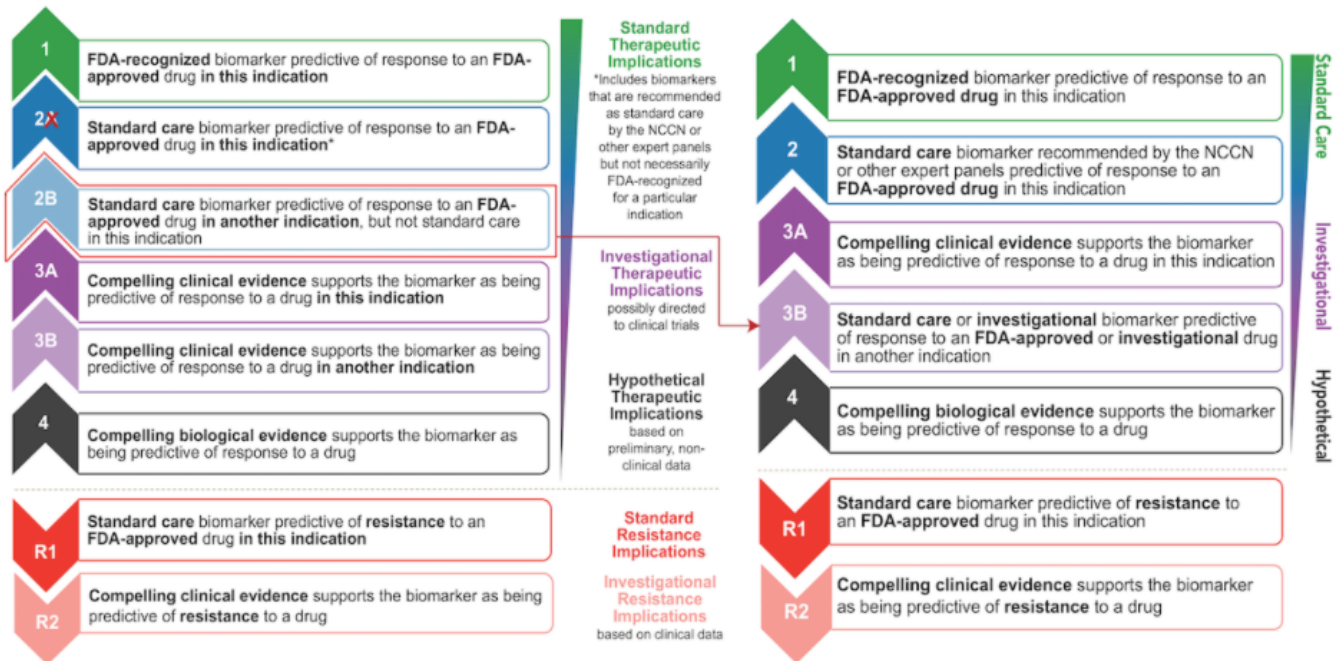 1
FDA-recognized biomarker predictive of response to an FDA-
approved drug in this indication
2A
Standard care biomarker predictive of response to an FDA-
approved drug in this indication*
2B
Standard care biomarker predictive of response to an FDA-
approved drug in another indication, but not standard care
in this indication
3A
Compelling clinical evidence supports the biomarker as being
predictive of response to a drug in this indication
3B
Compelling clinical evidence supports the biomarker as being
predictive of response to a drug in another indication
4
Compelling biological evidence supports the biomarker as
being predictive of response to a drug
R1
Standard care biomarker predictive of resistance to an
FDA-approved drug in this indication
R2
Compelling clinical evidence supports the biomarker as being
predictive of resistance to a drug
Standard
Therapeutic
Implications
*Includes biomarkers
that are recommended
as standard care
by the NCCN or
other expert panels
but not necessarily
FDA-recognized
for a particular
indication
Investigational
Therapeutic
Implications
possibly directed
to clinical trials
Hypothetical
Therapeutic
Implications
based on
preliminary, non-
clinical data
Standard
Resistance
Implications
Investigational
Resistance
Implications
based on clinical data
1
FDA-recognized biomarker predictive of response to an
FDA-approved drug in this indication
2
Standard care biomarker recommended by the NCCN
or other expert panels predictive of response to an
FDA-approved drug in this indication
3A
Compelling clinical evidence supports the biomarker
as being predictive of response to a drug in this indication
3B
Standard care or investigational biomarker predictive
of response to an FDA-approved or investigational drug
in another indication
4
Compelling biological evidence supports the biomarker
as being predictive of response to a drug
R1
Standard care biomarker predictive of resistance to
an FDA-approved drug in this indication
R2
Compelling clinical evidence supports the biomarker
as being predictive of resistance to a drug
Standard Care
Investigational
Hypothetical